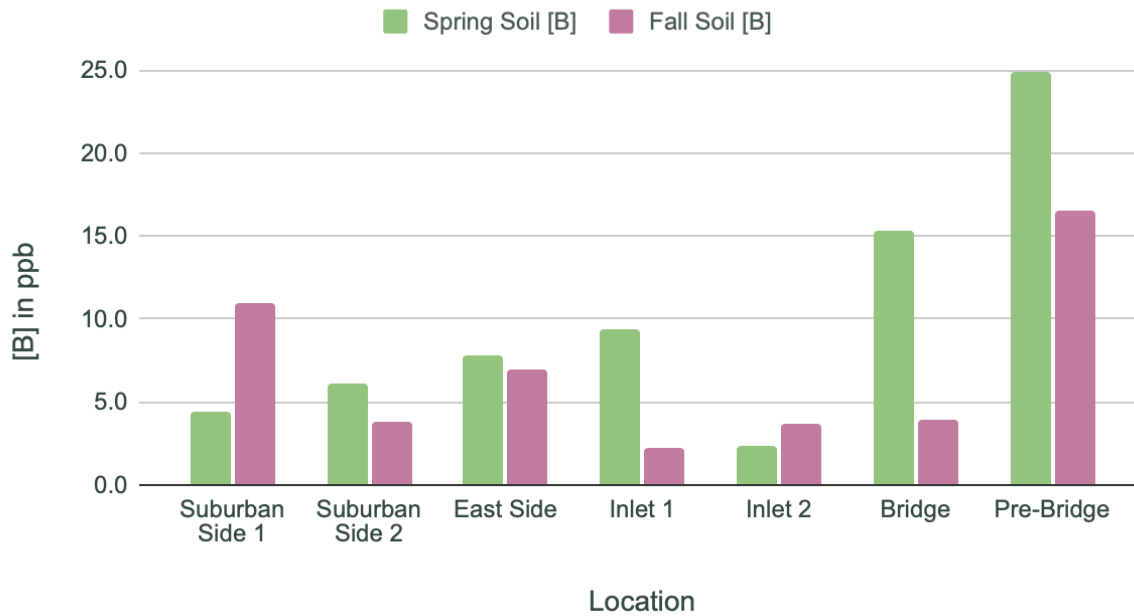 Spring Soil [B] Fall Soil [B]
25.0
20.0
15.0
10.0
5.0
0.0
[B] in ppb
Suburban Side 1
Suburban Side 2
East Side
Inlet 1
Inlet 2
Bridge
Pre-Bridge
Location